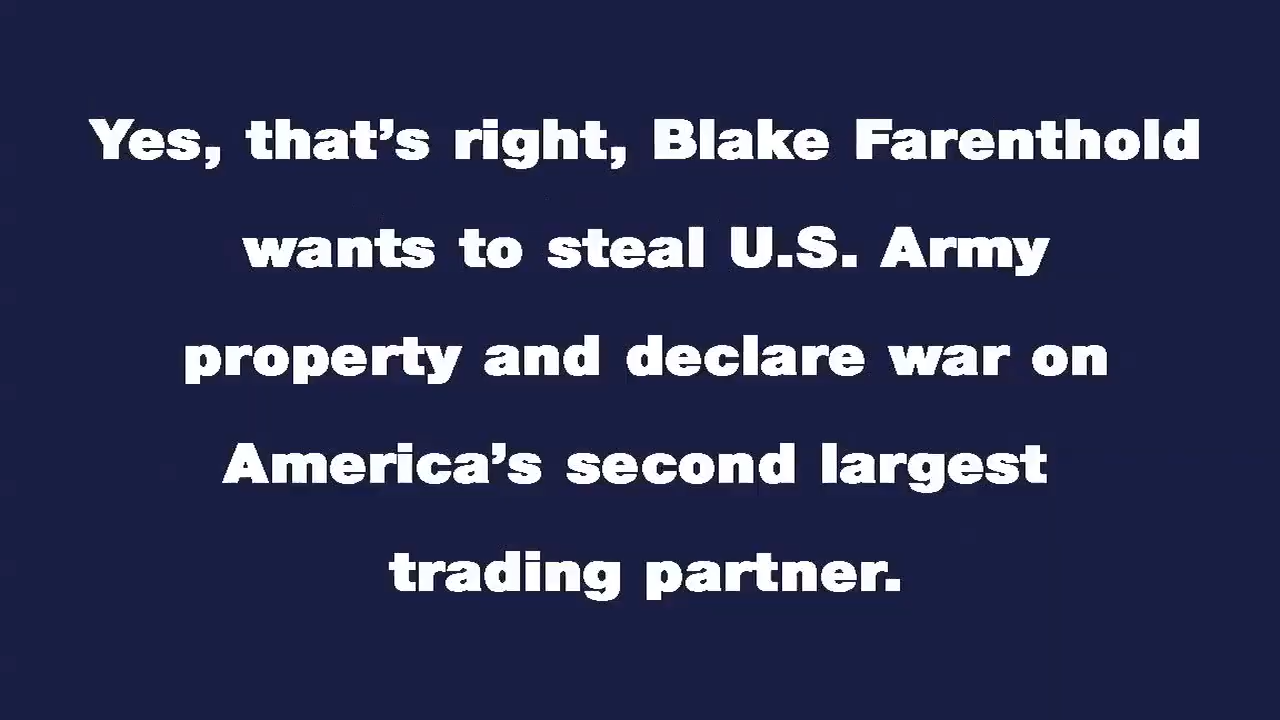 Yes, that’s right, Blake Farenthold
wants to steal U.S. Army
property and declare war on
America’s second largest
trading partner.